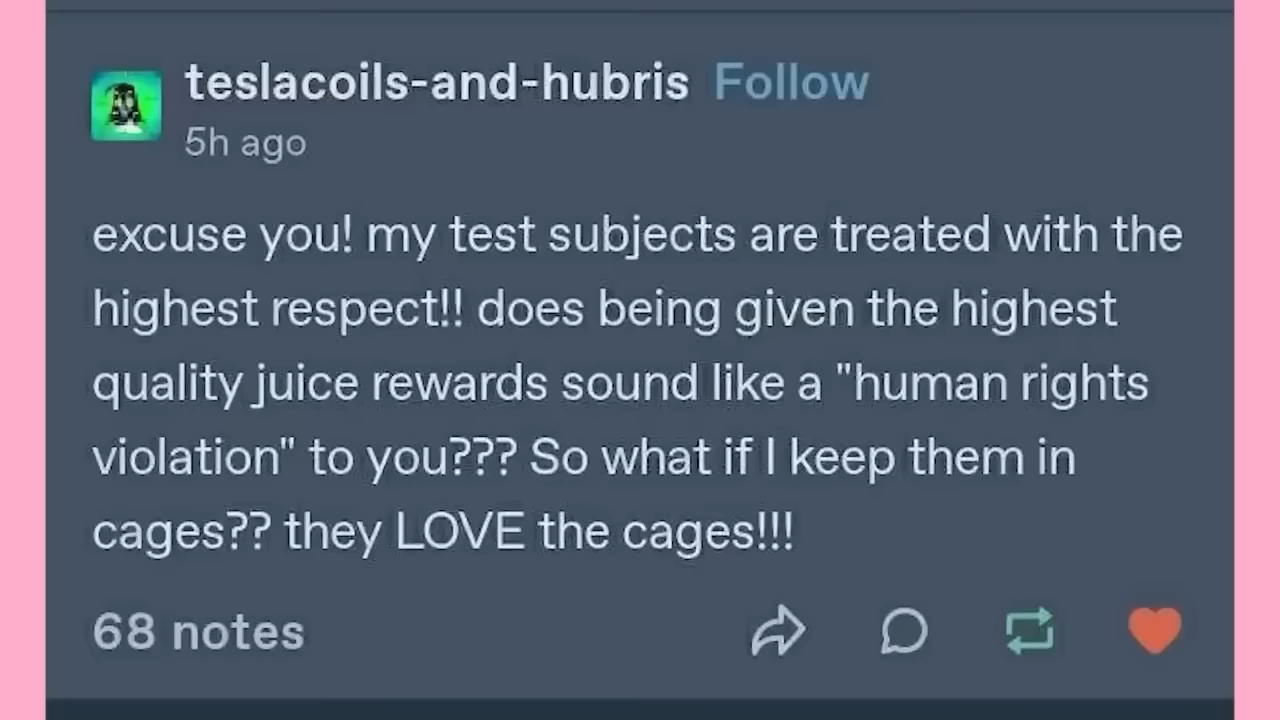 teslacoils-and-hubris Follow
5h ago
excuse you! my test subjects are treated with the
highest respect!! does being given the highest
quality juice rewards sound like a "human rights
violation" to you??? So what if I keep them in
cages?? they LOVE the cages!!!
68 notes